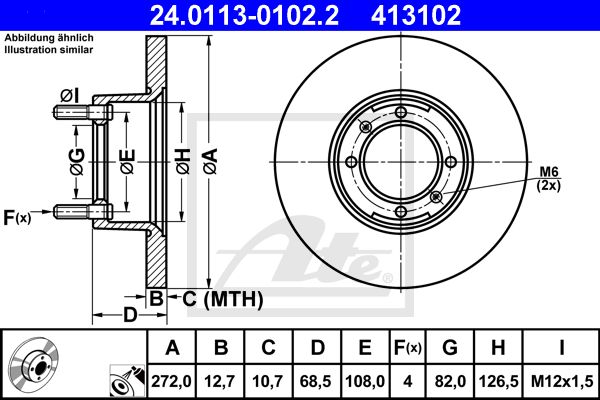 24.0113-0102.2 413102
Abbildung ähnlich
Illustration similar
ØI
ØG
ØE
ØH
ØA
F(x)
M6
(2x)
B
C (MTH)
D
Ate
A B C D E F(x) G H I
272,0 12,7 10,7 68,5 108,0 4 82,0 126,5 M12x1,5